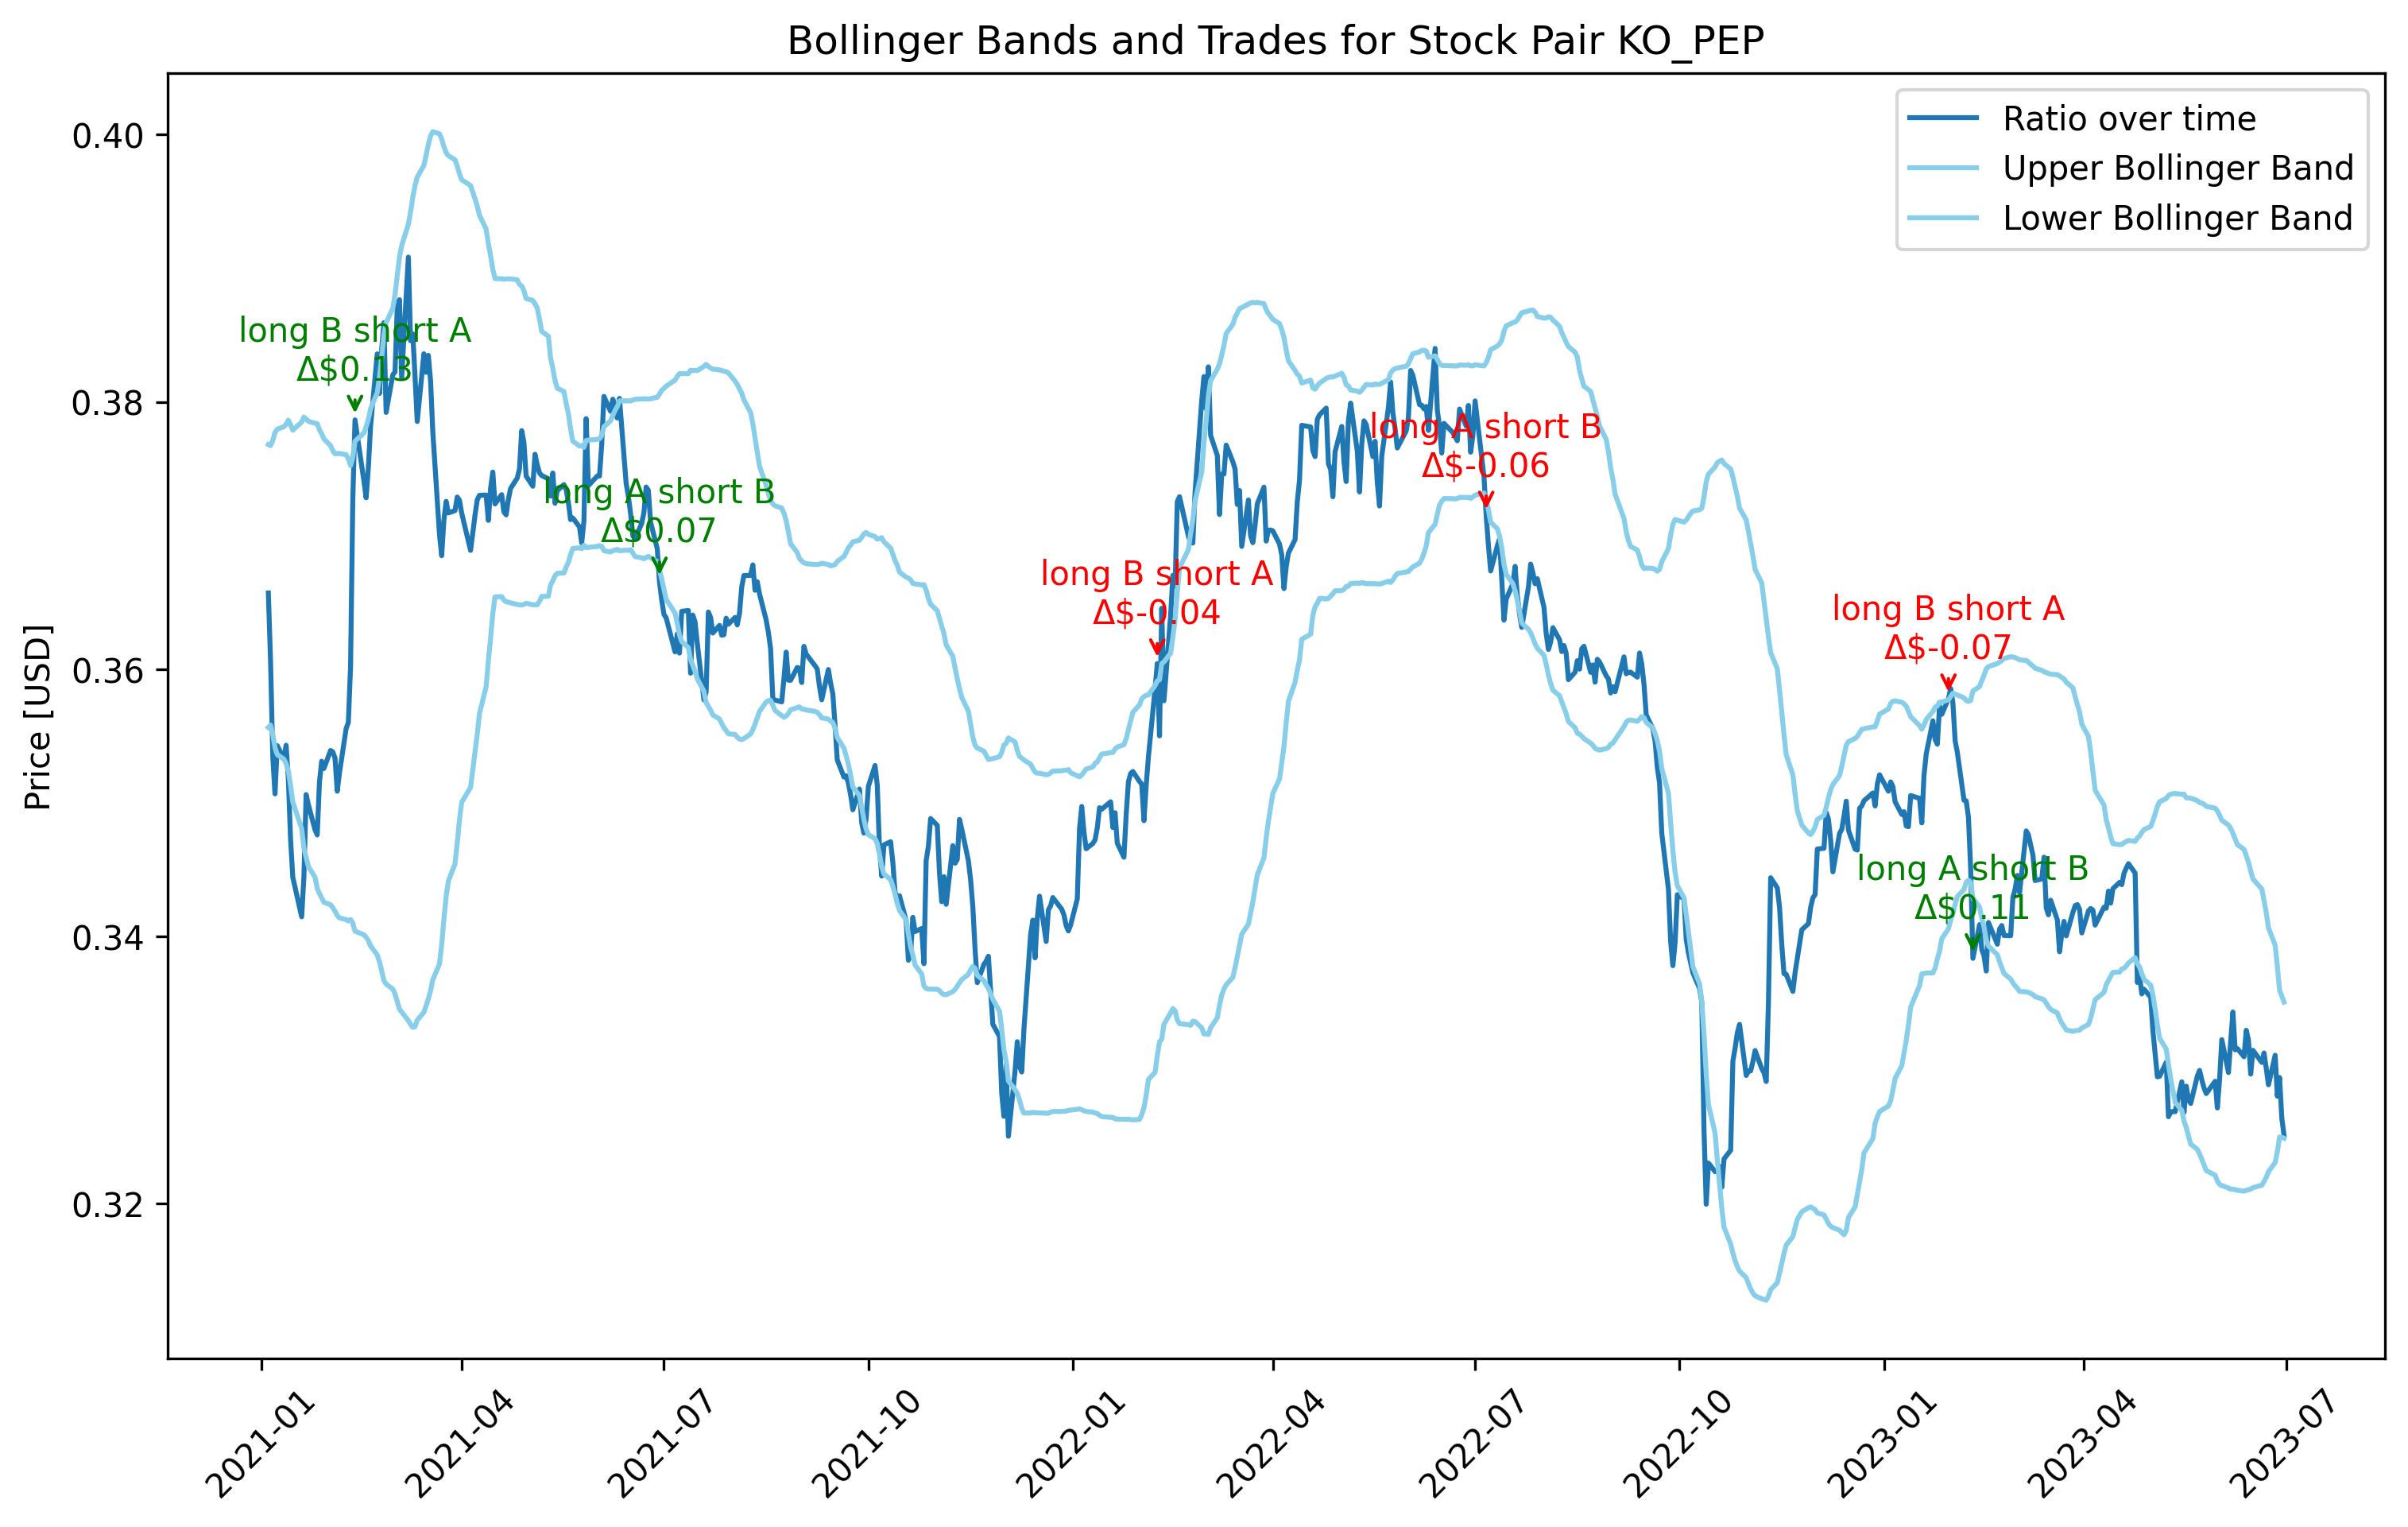 Bollinger Bands and Trades for Stock Pair KO_PEP
Ratio over time
Upper Bollinger Band
Lower Bollinger Band
Price [USD]
0.40
0.38
0.36
0.34
0.32
long B short A
Δ$0.13
long A short B
Δ$0.07
long B short A
Δ$-0.04
long A short B
Δ$-0.06
long B short A
Δ$-0.07
long A short B
Δ$0.11
2021-01
2021-04
2021-07
2021-10
2022-01
2022-04
2022-07
2022-10
2023-01
2023-04
2023-07